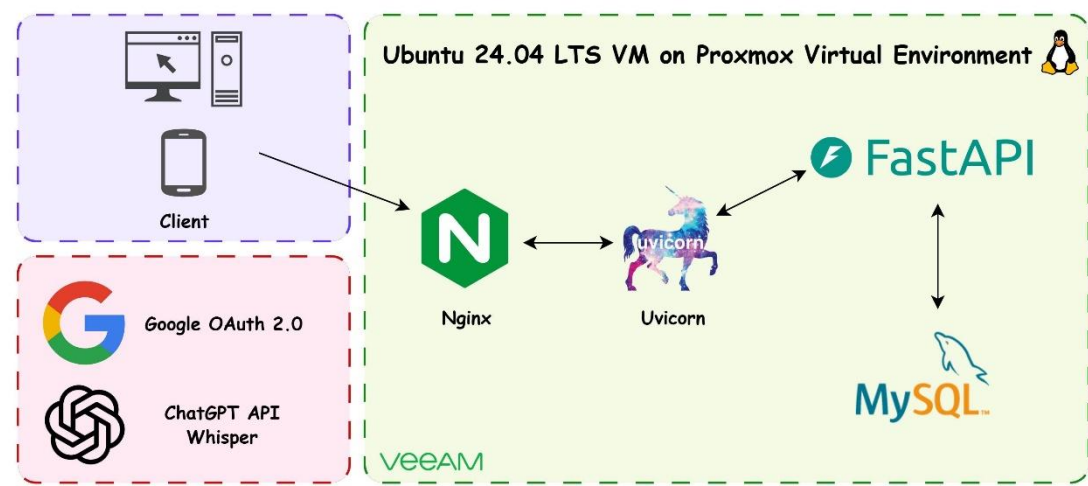 Ubuntu 24.04 LTS VM on Proxmox Virtual Environment
Client
FastAPI
N
uvicorn
Nginx
Uvicorn
Google OAuth 2.0
ChatGPT API
Whisper
MySQL™
veeAM